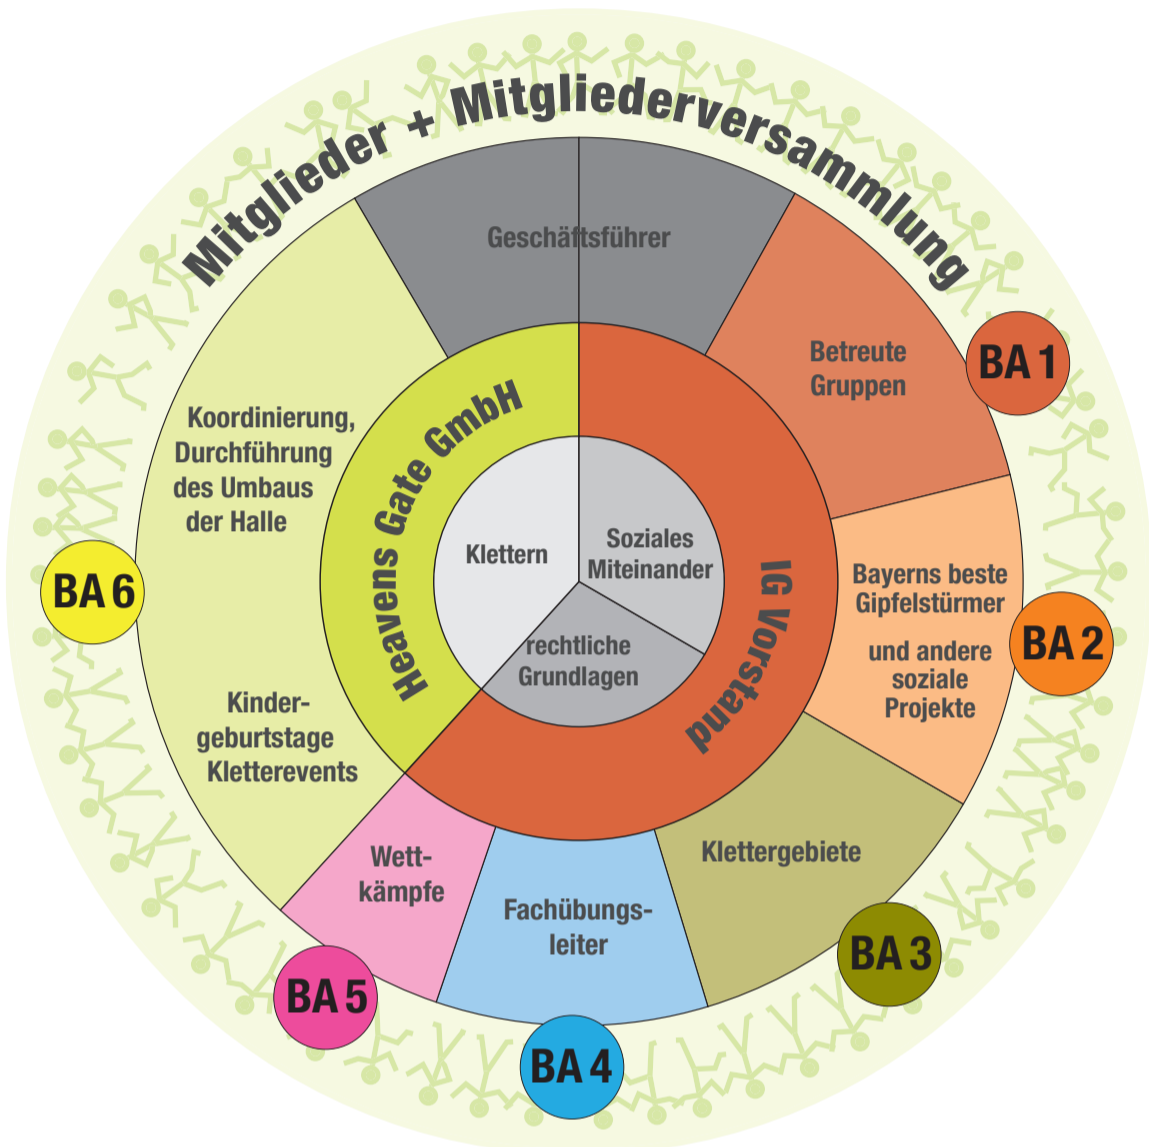 Mitglieder + Mitgliederversammlung
Geschäftsführer
Betreute
Gruppen
BA 1
Bayerns beste
Gipfelstürmer
und andere
soziale
Projekte
BA 2
Klettergebiete
BA 3
Fachübungs-
leiter
BA 4
Wett-
kämpfe
BA 5
Koordinierung,
Durchführung
des Umbaus
der Halle
Kinder-
geburtstage
Kletterevents
BA 6
Heavens Gate GmbH
IG Vorstand
Klettern
Soziales
Miteinander
rechtliche
Grundlagen